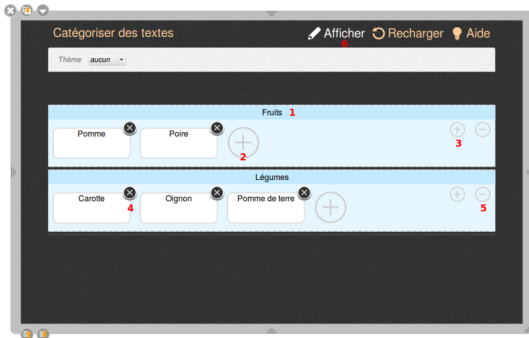 Catégoriser des textes Afficher Recharger Aide
6
Thème aucun
Fruits 1
Pomme Poire
2 3
Légumes
Carotte Oignon Pomme de terre
4 5